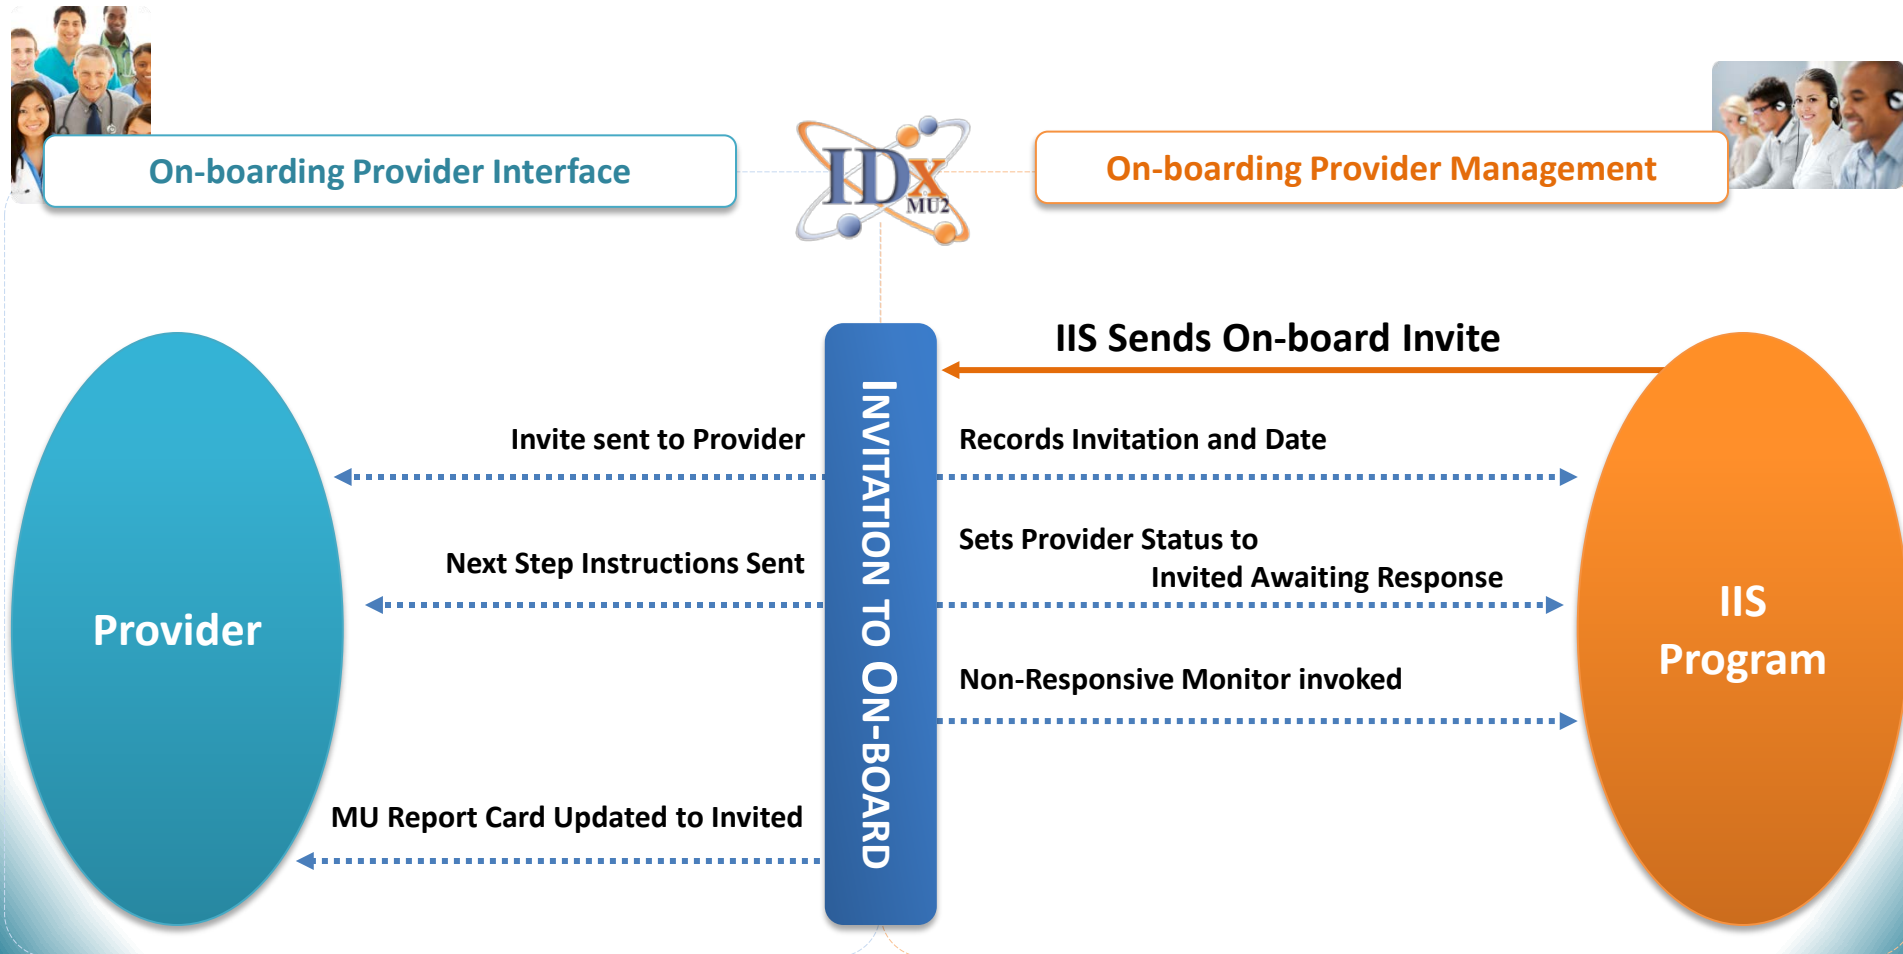 On-boarding Provider Interface
IDx
MU2
On-boarding Provider Management
IIS Sends On-board Invite
Invite sent to Provider
Records Invitation and Date
Next Step Instructions Sent
Sets Provider Status to
Invited Awaiting Response
Non-Responsive Monitor invoked
MU Report Card Updated to Invited
INVITATION TO ON-BOARD
Provider
IIS
Program